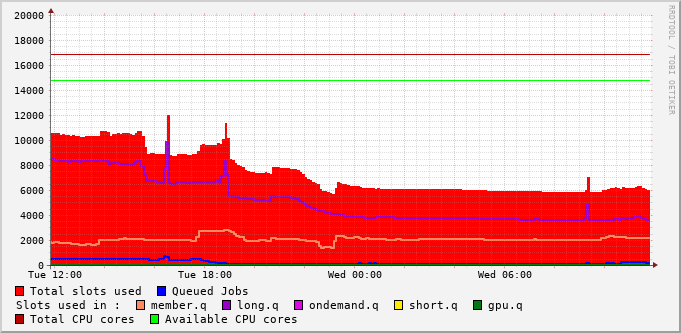 20000
18000
16000
14000
12000
10000
8000
6000
4000
2000
0
Tue 12:00 Tue 18:00 Wed 00:00 Wed 06:00
RRDTOOL / TOBI OETIKER
Total slots used Queued Jobs
Slots used in : member.q long.q ondemand.q short.q gpu.q
Total CPU cores Available CPU cores